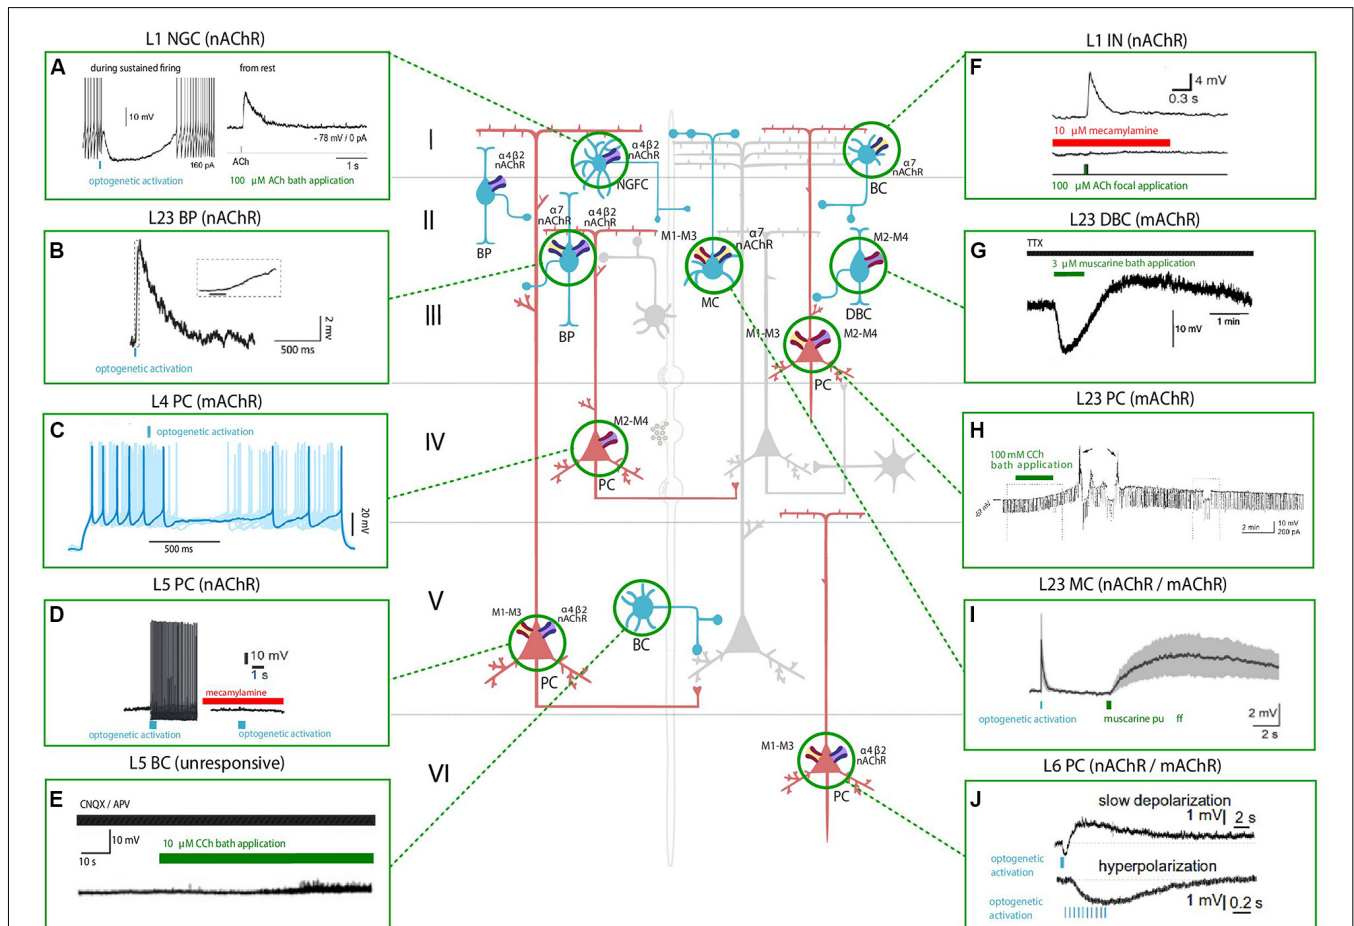 L1 NGC (nAChR)
A
during sustained firing
from rest
10 mV
- 78 mV / 0 pA
160 pA
ACh
1 s
optogenetic activation
100 µM ACh bath application
L23 BP (nAChR)
B
2 mV
500 ms
optogenetic activation
L4 PC (mAChR)
C
optogenetic activation
20 mV
500 ms
L5 PC (nAChR)
D
10 mV
1 s
mecamylamine
optogenetic activation
optogenetic activation
L5 BC (unresponsive)
E
CNQX / APV
10 mV
10 s
10 µM CCh bath application
I
II
III
IV
V
VI
α4β2
nAChR
BP
α4β2
nAChR
NGFC
α7
nAChR
α4β2
nAChR
BP
M1-M3
α7
nAChR
MC
α7
nAChR
BC
M2-M4
DBC
M1-M3
M2-M4
PC
M2-M4
PC
M1-M3
α4β2
nAChR
PC
BC
M1-M3
α4β2
nAChR
PC
L1 IN (nAChR)
F
4 mV
0.3 s
10 µM mecamylamine
100 µM ACh focal application
L23 DBC (mAChR)
G
TTX
3 µM muscarine bath application
10 mV
1 min
L23 PC (mAChR)
H
100 mM CCh
bath application
-67 mV
2 min
10 mV
200 pA
L23 MC (nAChR / mAChR)
I
optogenetic activation
muscarine pu ff
2 mV
2 s
L6 PC (nAChR / mAChR)
J
slow depolarization
1 mV
2 s
optogenetic
activation
hyperpolarization
1 mV
0.2 s
optogenetic
activation